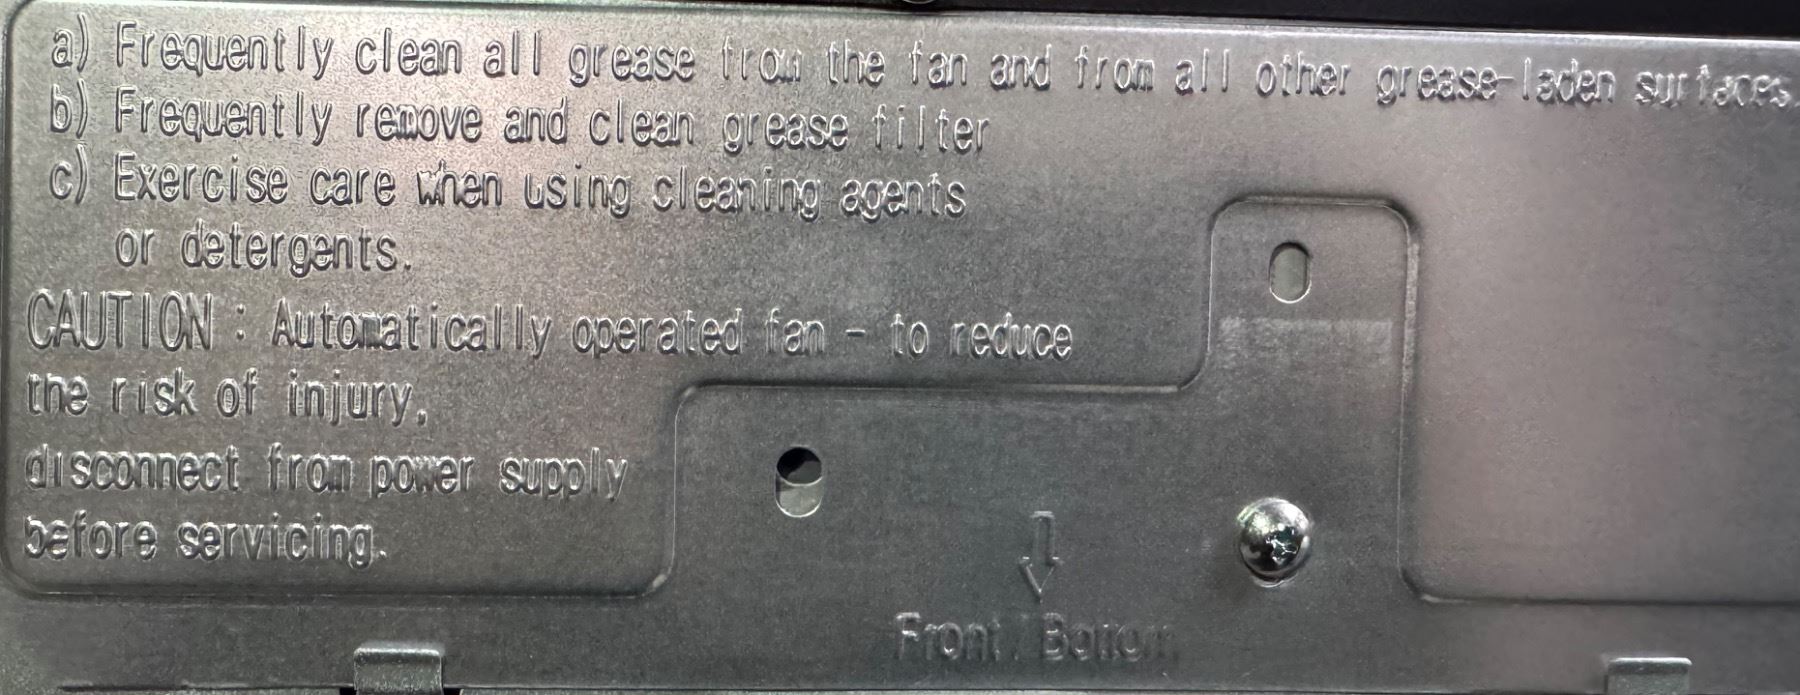 a) Frequently clean all grease from the fan and from all other grease-laden surfaces.
b) Frequently remove and clean grease filter
c) Exercise care when using cleaning agents
or detergents.
CAUTION : Automatically operated fan - to reduce
the risk of injury,
disconnect from power supply
before servicing.
Front / Bottom